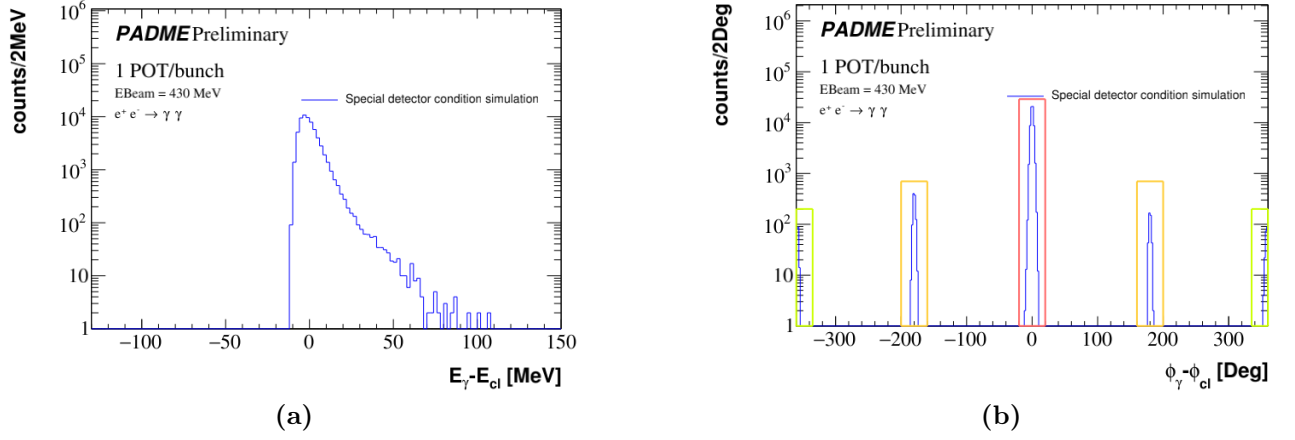 counts/2MeV
10⁶
10⁵
10⁴
10³
10²
10
1
PADME Preliminary
1 POT/bunch
EBeam = 430 MeV
e⁺ e⁻ → γ γ
Special detector condition simulation
−100 −50 0 50 100 150
E_γ-E_cl [MeV]
(a)
counts/2Deg
10⁶
10⁵
10⁴
10³
10²
10
1
PADME Preliminary
1 POT/bunch
EBeam = 430 MeV
e⁺ e⁻ → γ γ
Special detector condition simulation
−300 −200 −100 0 100 200 300
ϕ_γ-ϕ_cl [Deg]
(b)